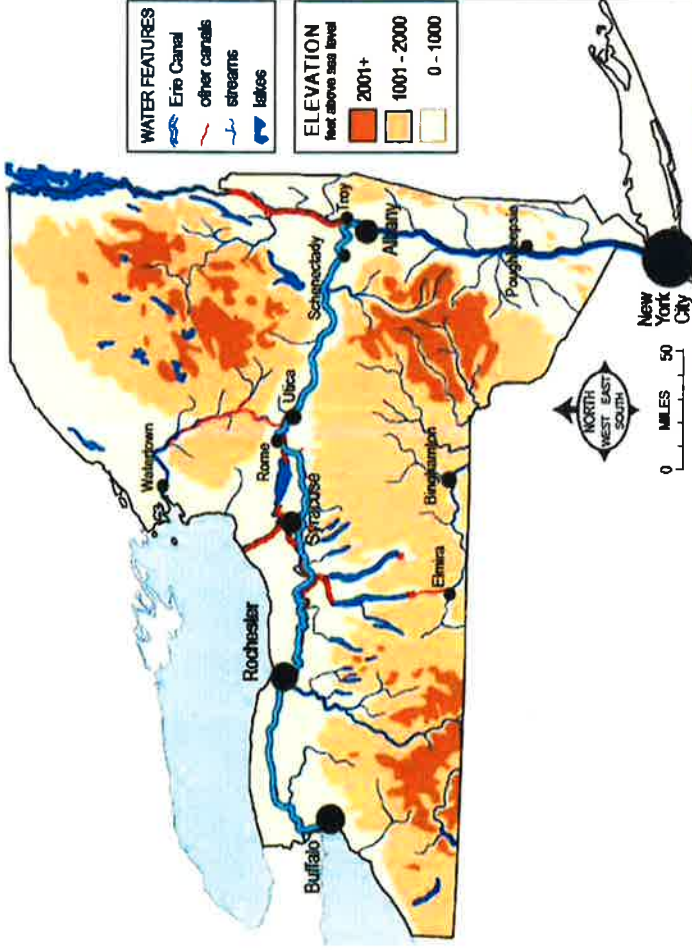 WATER FEATURES
Erie Canal
other canals
streams
lakes
ELEVATION
feet above sea level
2001+
1001 - 2000
0 - 1000
Watertown
Rome
Utica
Schenectady
Troy
Albany
Syracuse
Rochester
Buffalo
Elmira
Binghamton
Poughkeepsie
New
York
City
NORTH
WEST EAST
SOUTH
0 MILES 50